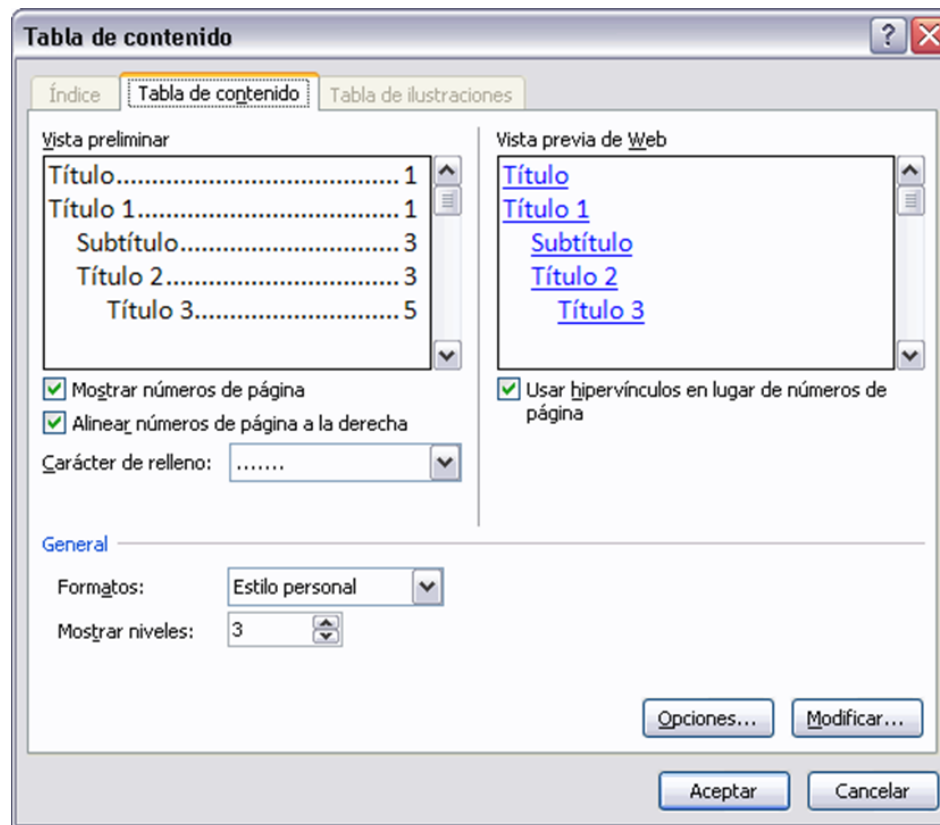 Tabla de contenido
Índice
Tabla de contenido
Tabla de ilustraciones
Vista preliminar
Título.................................... 1
Título 1................................. 1
Subtítulo............................ 3
Título 2.............................. 3
Título 3........................... 5
Mostrar números de página
Alinear números de página a la derecha
Carácter de relleno: .......
Vista previa de Web
Título
Título 1
Subtítulo
Título 2
Título 3
Usar hipervínculos en lugar de números de
página
General
Formatos: Estilo personal
Mostrar niveles: 3
Opciones... Modificar...
Aceptar Cancelar